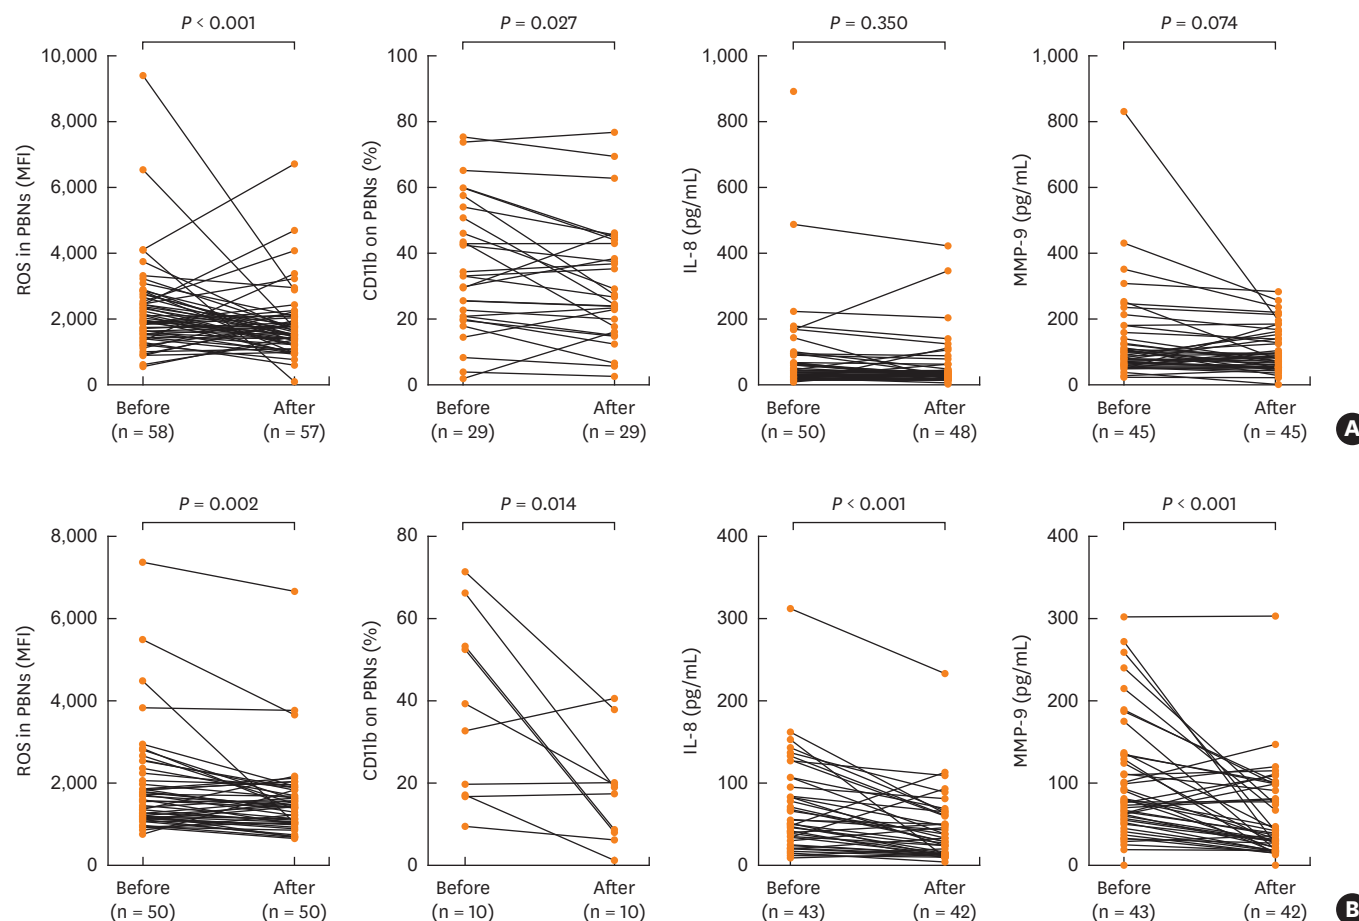 P < 0.001
P = 0.027
P = 0.350
P = 0.074
ROS in PBNs (MFI)
10,000
8,000
6,000
4,000
2,000
0
Before
(n = 58)
After
(n = 57)
CD11b on PBNs (%)
100
80
60
40
20
0
Before
(n = 29)
After
(n = 29)
IL-8 (pg/mL)
1,000
800
600
400
200
0
Before
(n = 50)
After
(n = 48)
MMP-9 (pg/mL)
1,000
800
600
400
200
0
Before
(n = 45)
After
(n = 45)
A
P = 0.002
P = 0.014
P < 0.001
P < 0.001
ROS in PBNs (MFI)
8,000
6,000
4,000
2,000
0
Before
(n = 50)
After
(n = 50)
CD11b on PBNs (%)
80
60
40
20
0
Before
(n = 10)
After
(n = 10)
IL-8 (pg/mL)
400
300
200
100
0
Before
(n = 43)
After
(n = 42)
MMP-9 (pg/mL)
400
300
200
100
0
Before
(n = 43)
After
(n = 42)
B